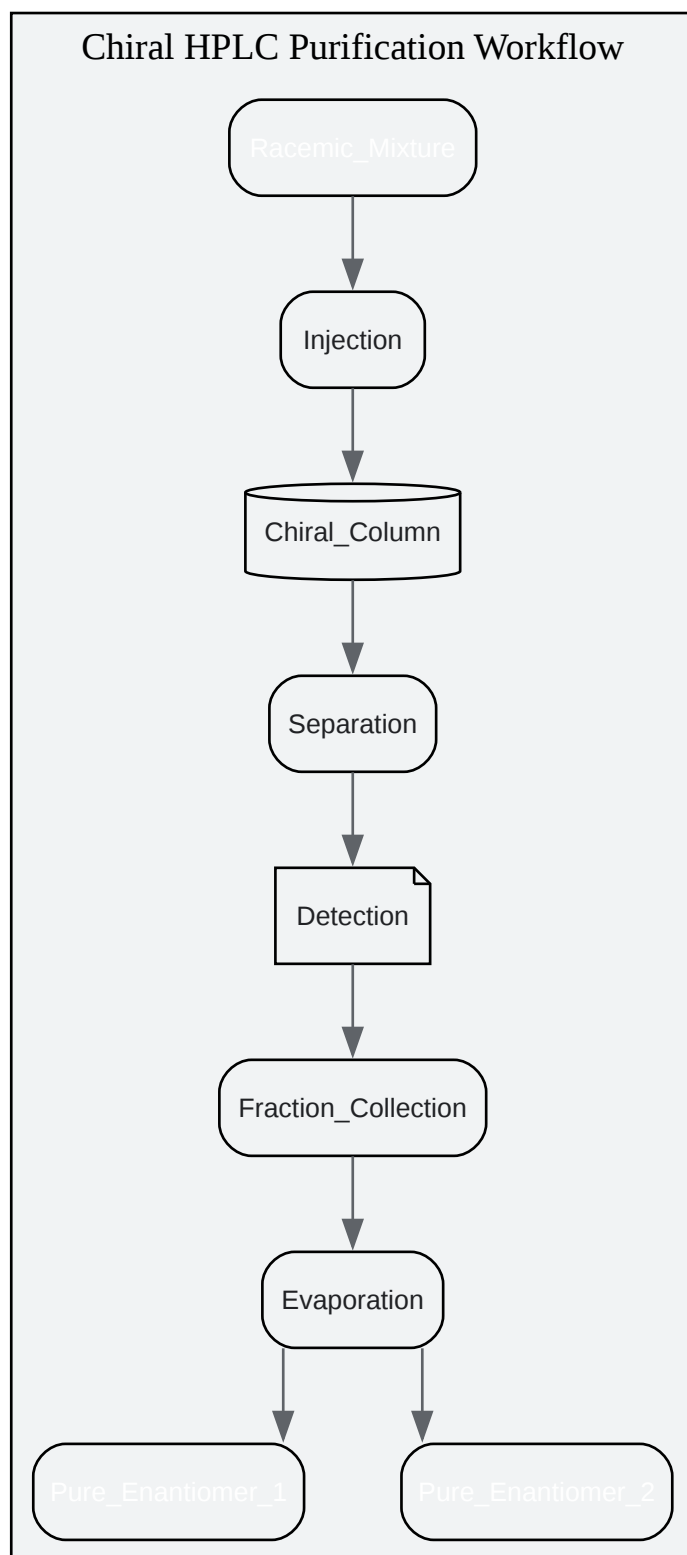 Chiral HPLC Purification Workflow
Racemic_Mixture
Injection
Chiral_Column
Separation
Detection
Fraction_Collection
Evaporation
Pure_Enantiomer_1
Pure_Enantiomer_2